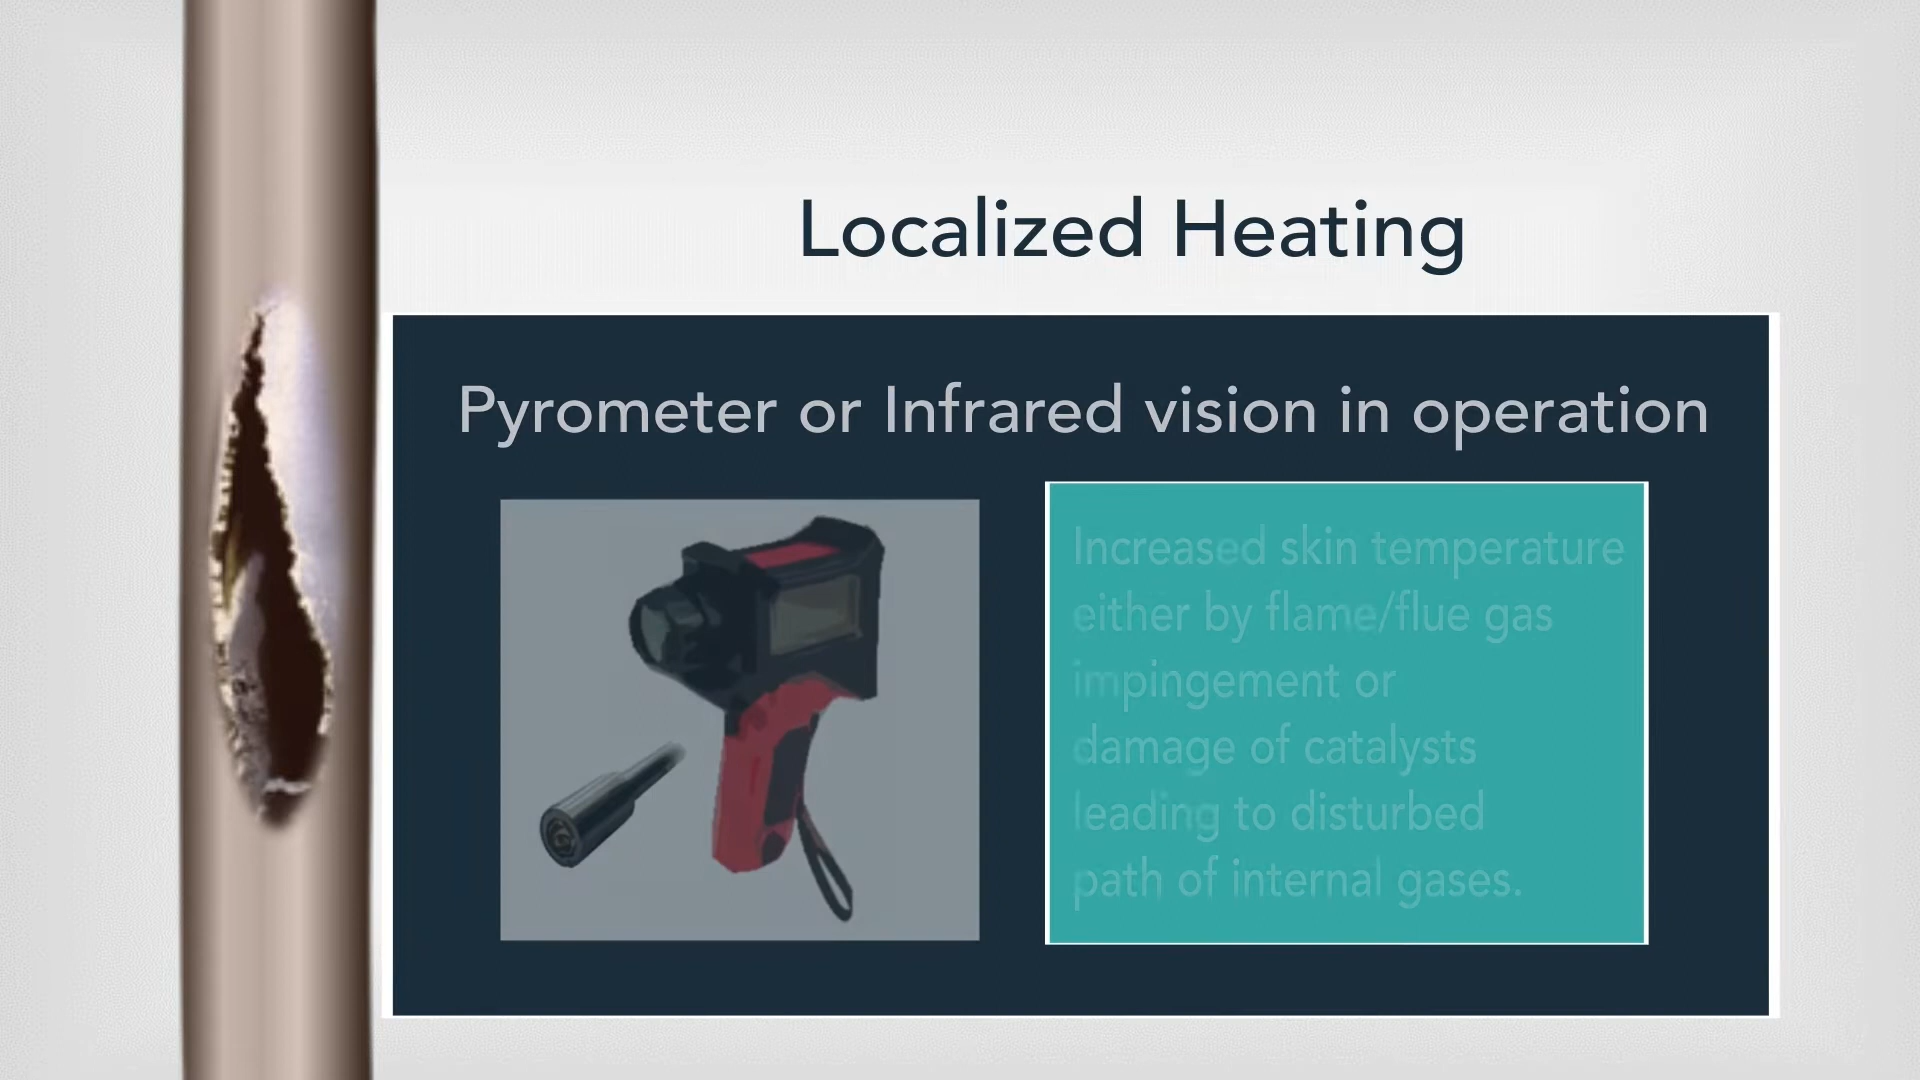 Localized Heating
Pyrometer or Infrared vision in operation
Increased skin temperature
either by flame/flue gas
impingement or
damage of catalysts
leading to disturbed
path of internal gases.